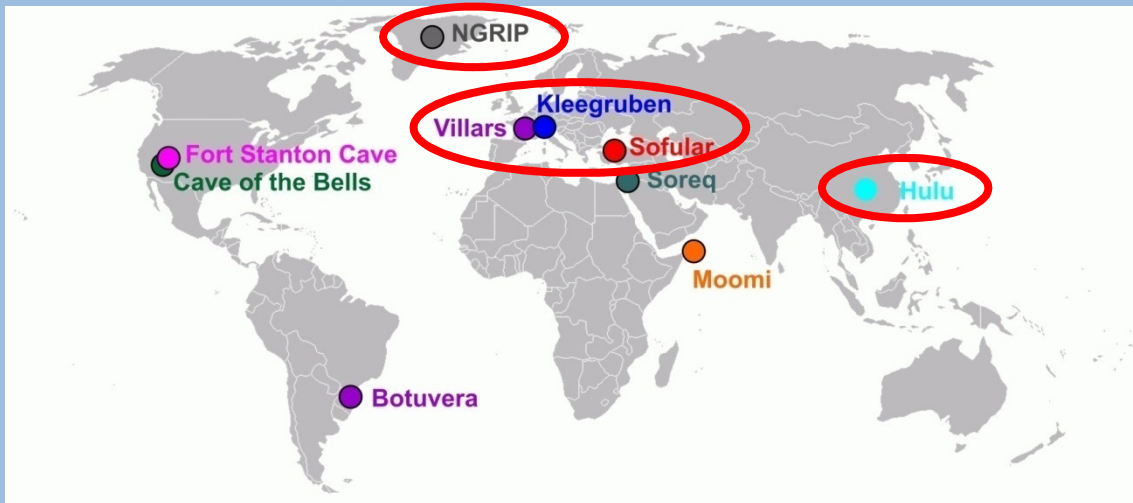 NGRIP
Kleegruben
Villars
Sofular
Fort Stanton Cave
Cave of the Bells
Soreq
Hulu
Moomi
Botuvera